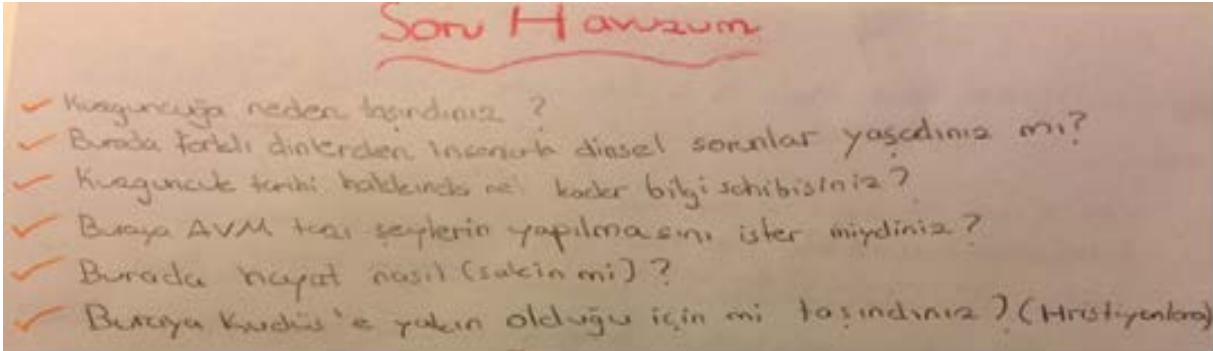 Soru Havuzum
Kuzguncuğa neden taşındınız ?
Burada farklı dinlerden insanlarla dinsel sorunlar yaşadınız mı?
Kuzguncuk tarihi hakkında ne kadar bilgi sahibisiniz?
Buraya AVM tarzı şeylerin yapılmasını ister miydiniz?
Burada hayat nasıl (sakin mi) ?
Buraya Kudüs'e yakın olduğu için mi taşındınız ? (Hristiyanlara)